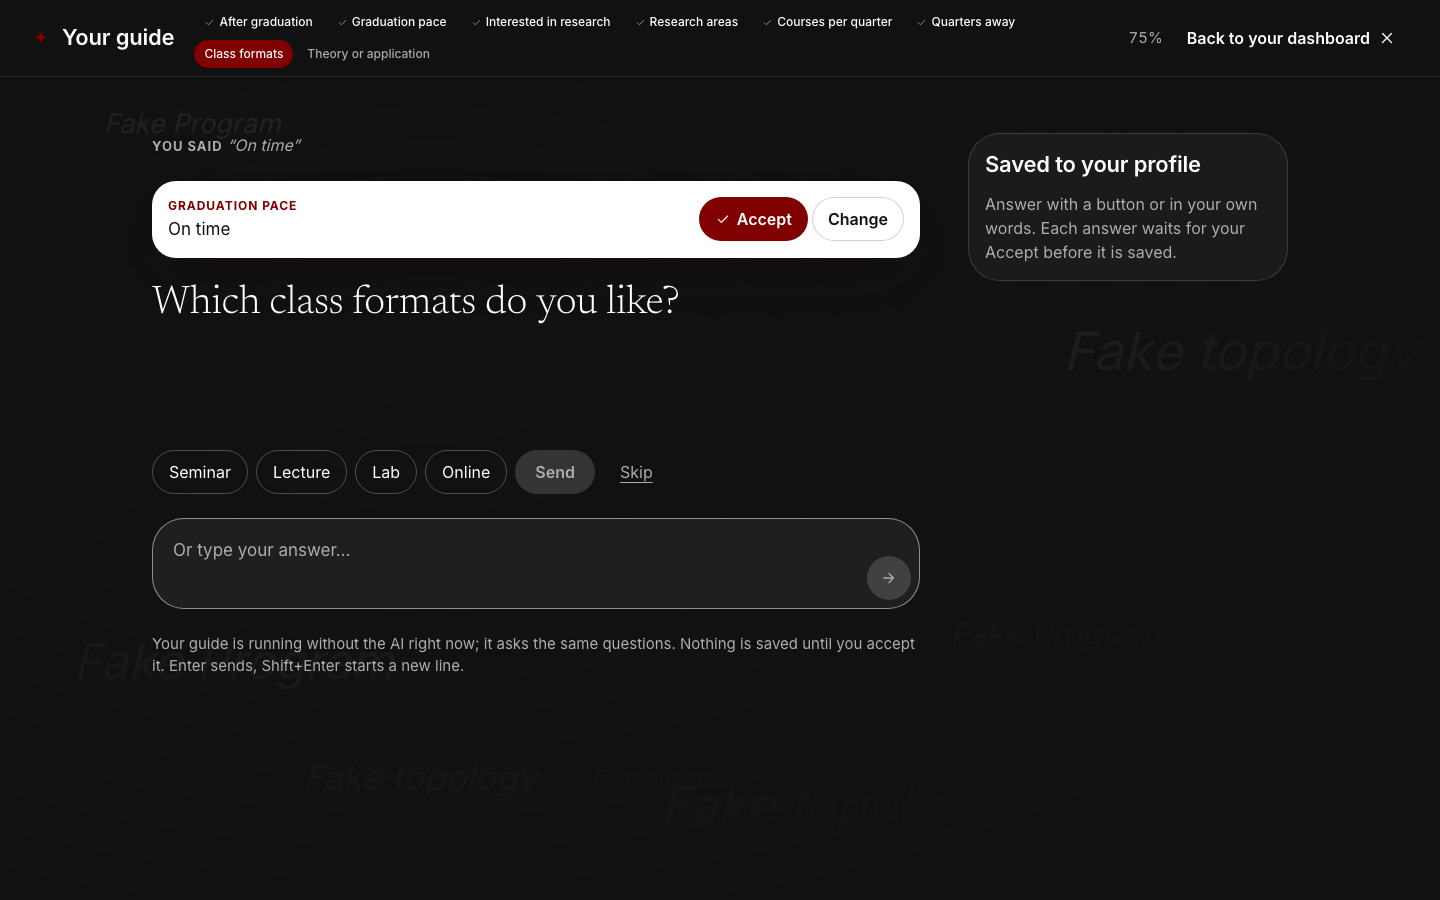 Your guide
After graduation
Graduation pace
Interested in research
Research areas
Courses per quarter
Quarters away
Class formats
Theory or application
75%
Back to your dashboard
Fake Program
YOU SAID “On time”
GRADUATION PACE
On time
Accept
Change
Saved to your profile
Answer with a button or in your own
words. Each answer waits for your
Accept before it is saved.
Which class formats do you like?
Fake topology
Seminar
Lecture
Lab
Online
Send
Skip
Or type your answer...
Your guide is running without the AI right now; it asks the same questions. Nothing is saved until you accept
it. Enter sends, Shift+Enter starts a new line.
Fake Program
Fake Program
Fake topology
Fake topology
Fake topology